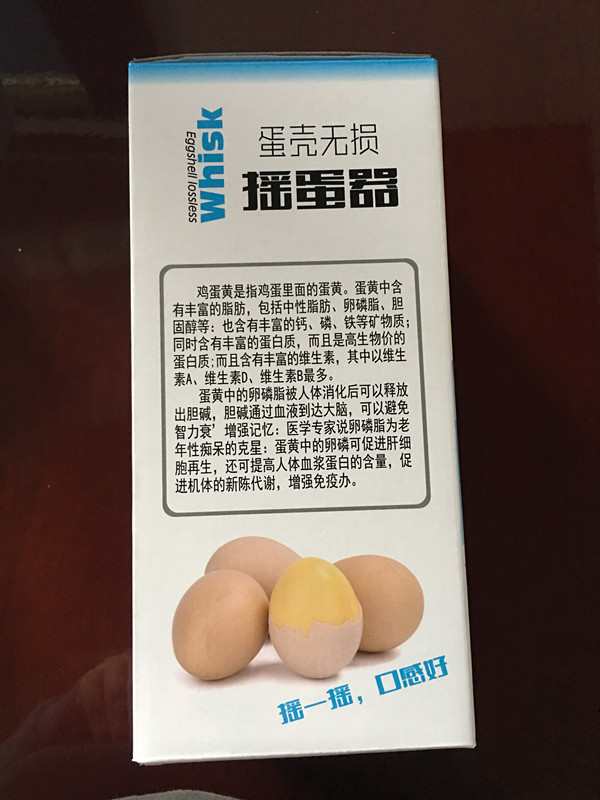 Whisk
Eggshell lossless
蛋壳无损
摇蛋器
鸡蛋黄是指鸡蛋里面的蛋黄。蛋黄中含
有丰富的脂肪，包括中性脂肪、卵磷脂、胆
固醇等：也含有丰富的钙、磷、铁等矿物质；
同时含有丰富的蛋白质，而且是高生物价的
蛋白质;而且含有丰富的维生素，其中以维生
素A、维生素D、维生素B最多。
蛋黄中的卵磷脂被人体消化后可以释放
出胆碱，胆碱通过血液到达大脑，可以避免
智力衰’增强记忆：医学专家说卵磷脂为老
年性痴呆的克星：蛋黄中的卵磷可促进肝细
胞再生，还可提高人体血浆蛋白的含量，促
进机体的新陈代谢，增强免疫办。
摇一摇，口感好